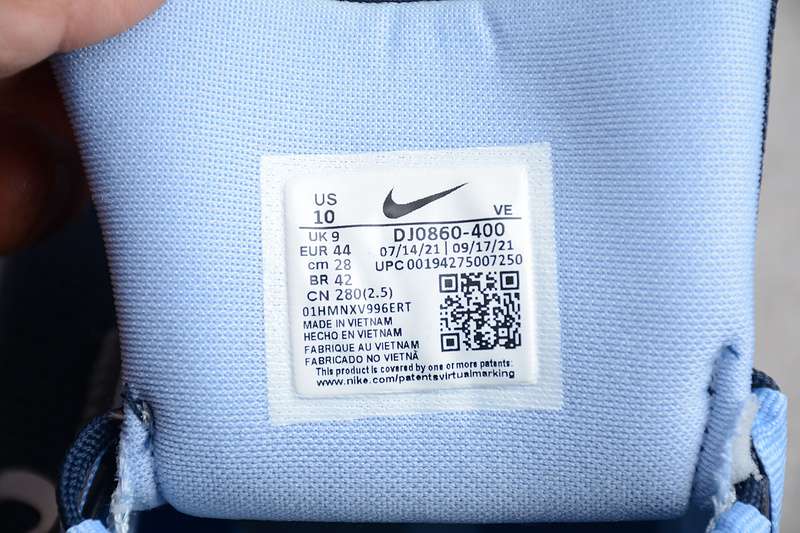 US
10
VE
UK 9
DJ0860-400
EUR 44
07/14/21 | 09/17/21
cm 28
UPC 00194275007250
BR 42
CN 280(2.5)
01HMNXV996ERT
MADE IN VIETNAM
HECHO EN VIETNAM
FABRIQUE AU VIETNAM
FABRICADO NO VIETNÃ
This product is covered by one or more patents:
www.nike.com/patentsvirtualmarking